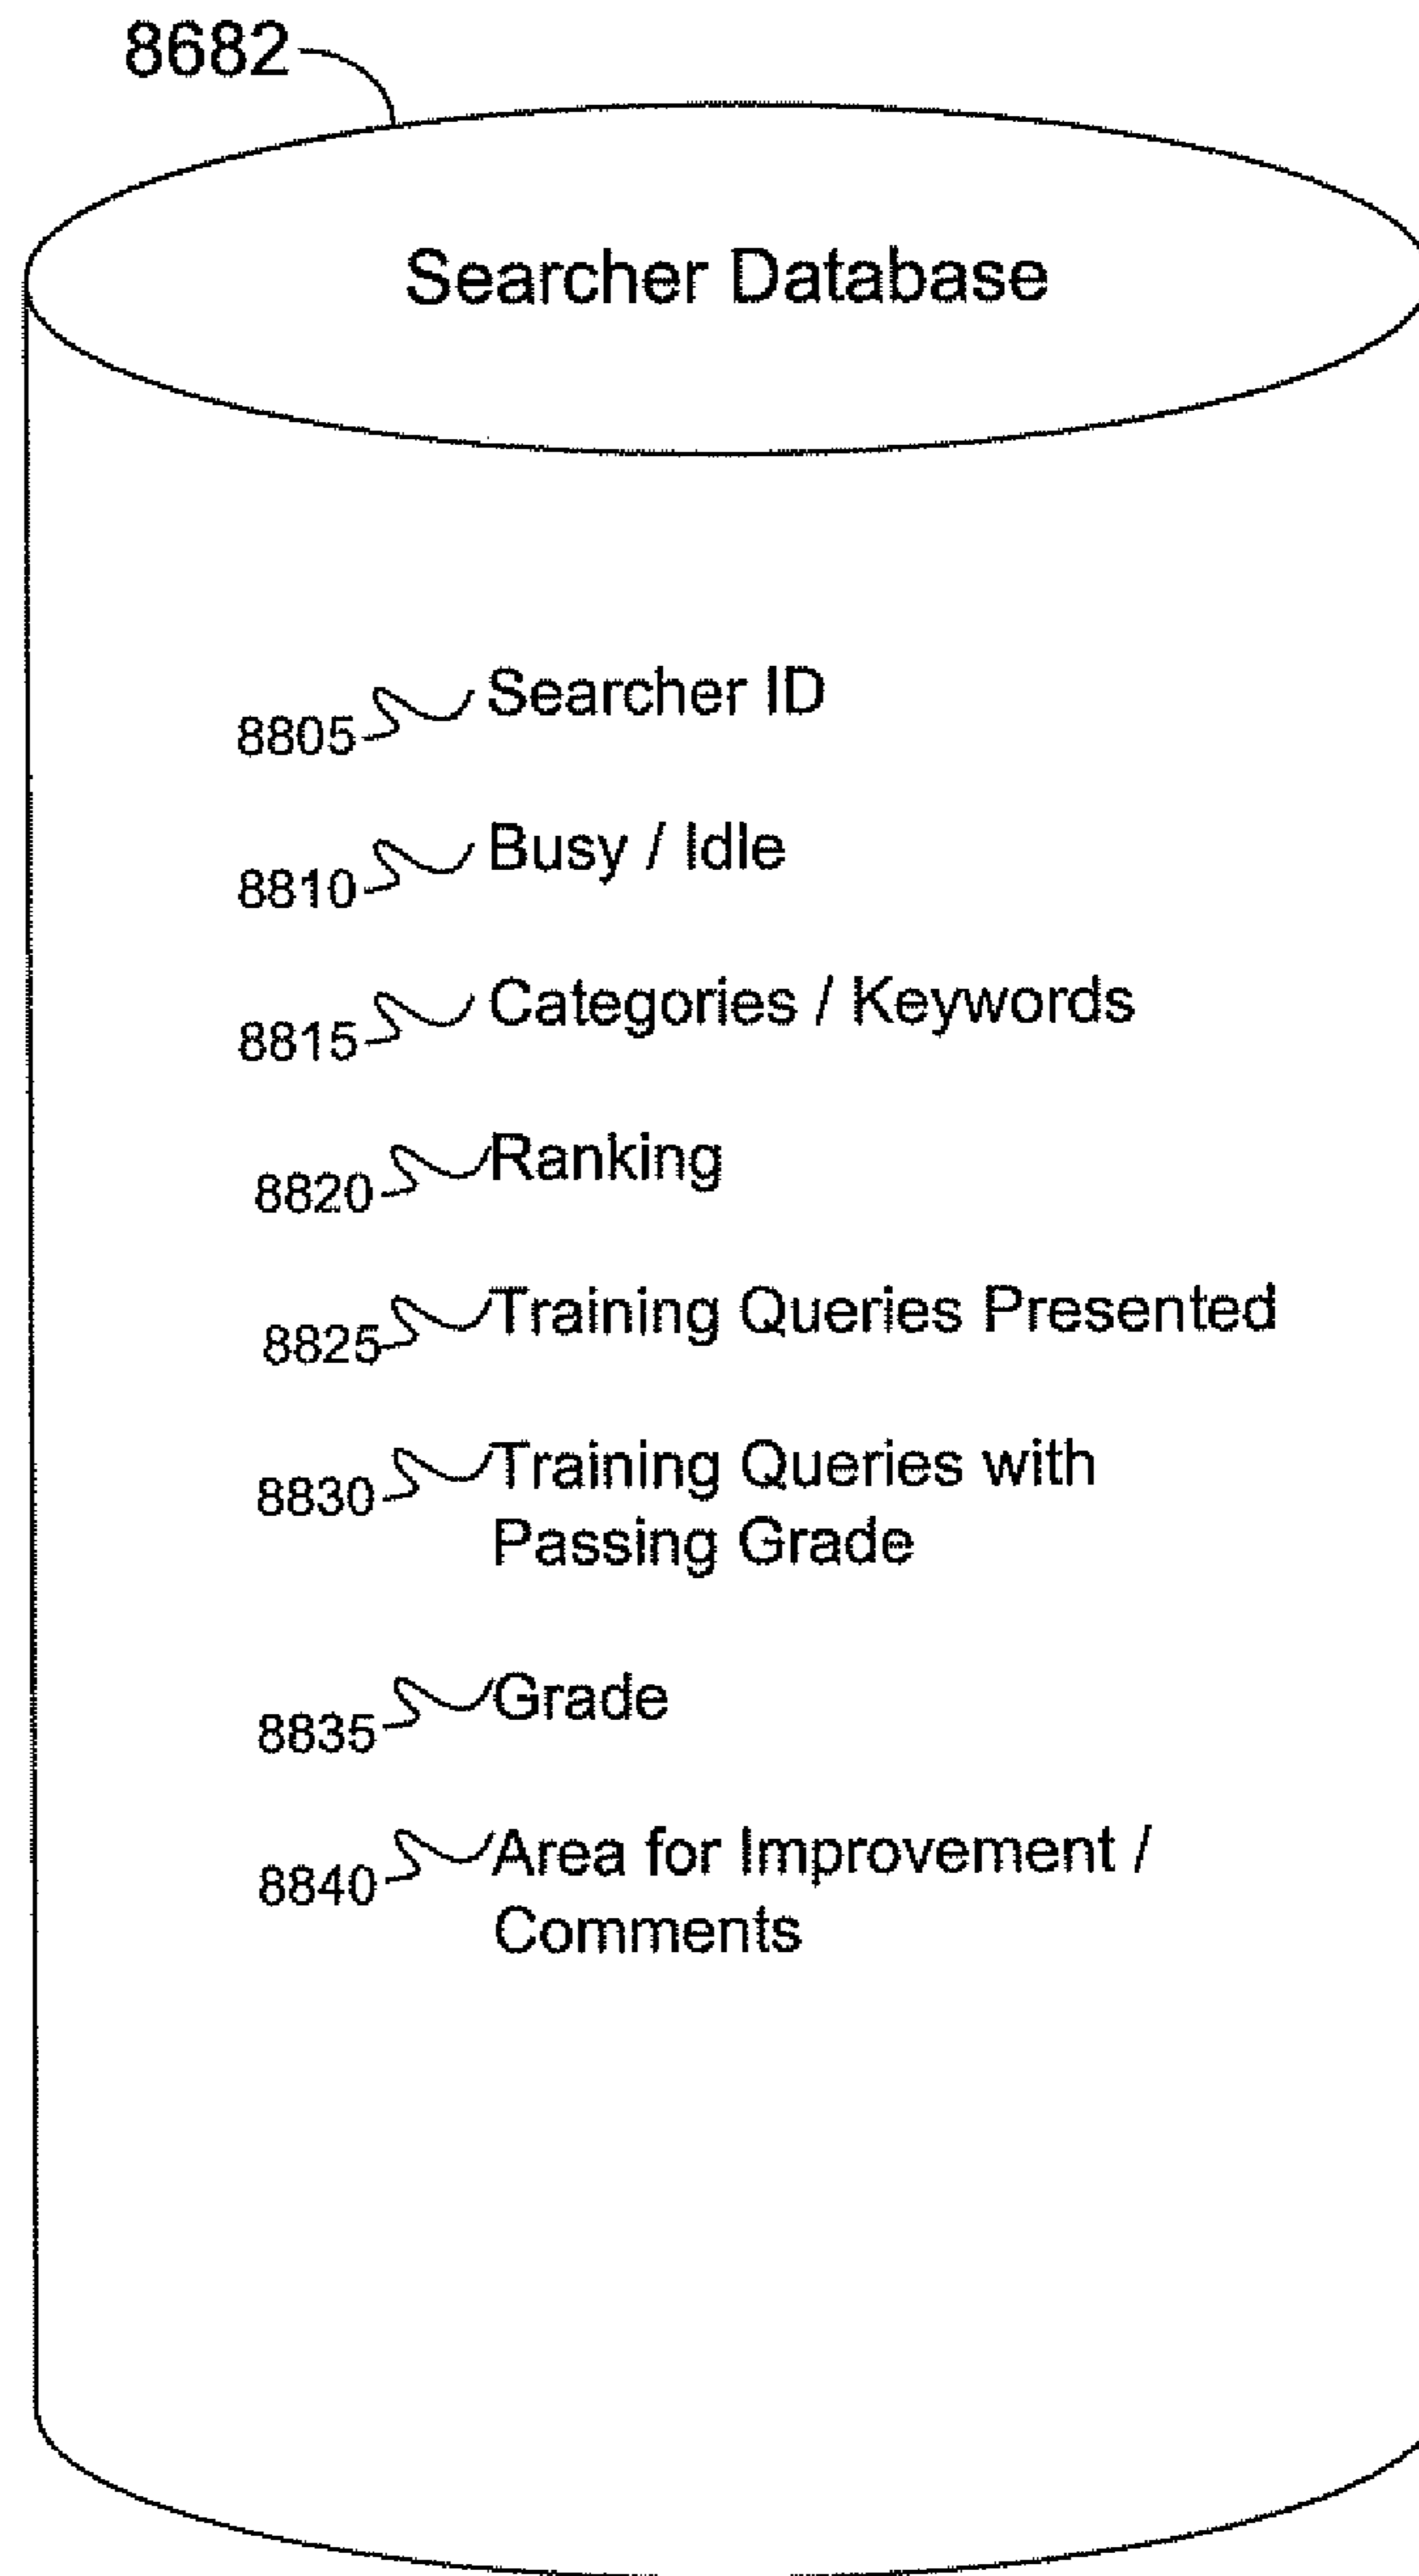 8682
Searcher Database
8805 Searcher ID
8810 Busy / Idle
8815 Categories / Keywords
8820 Ranking
8825 Training Queries Presented
8830 Training Queries with
Passing Grade
8835 Grade
8840 Area for Improvement /
Comments